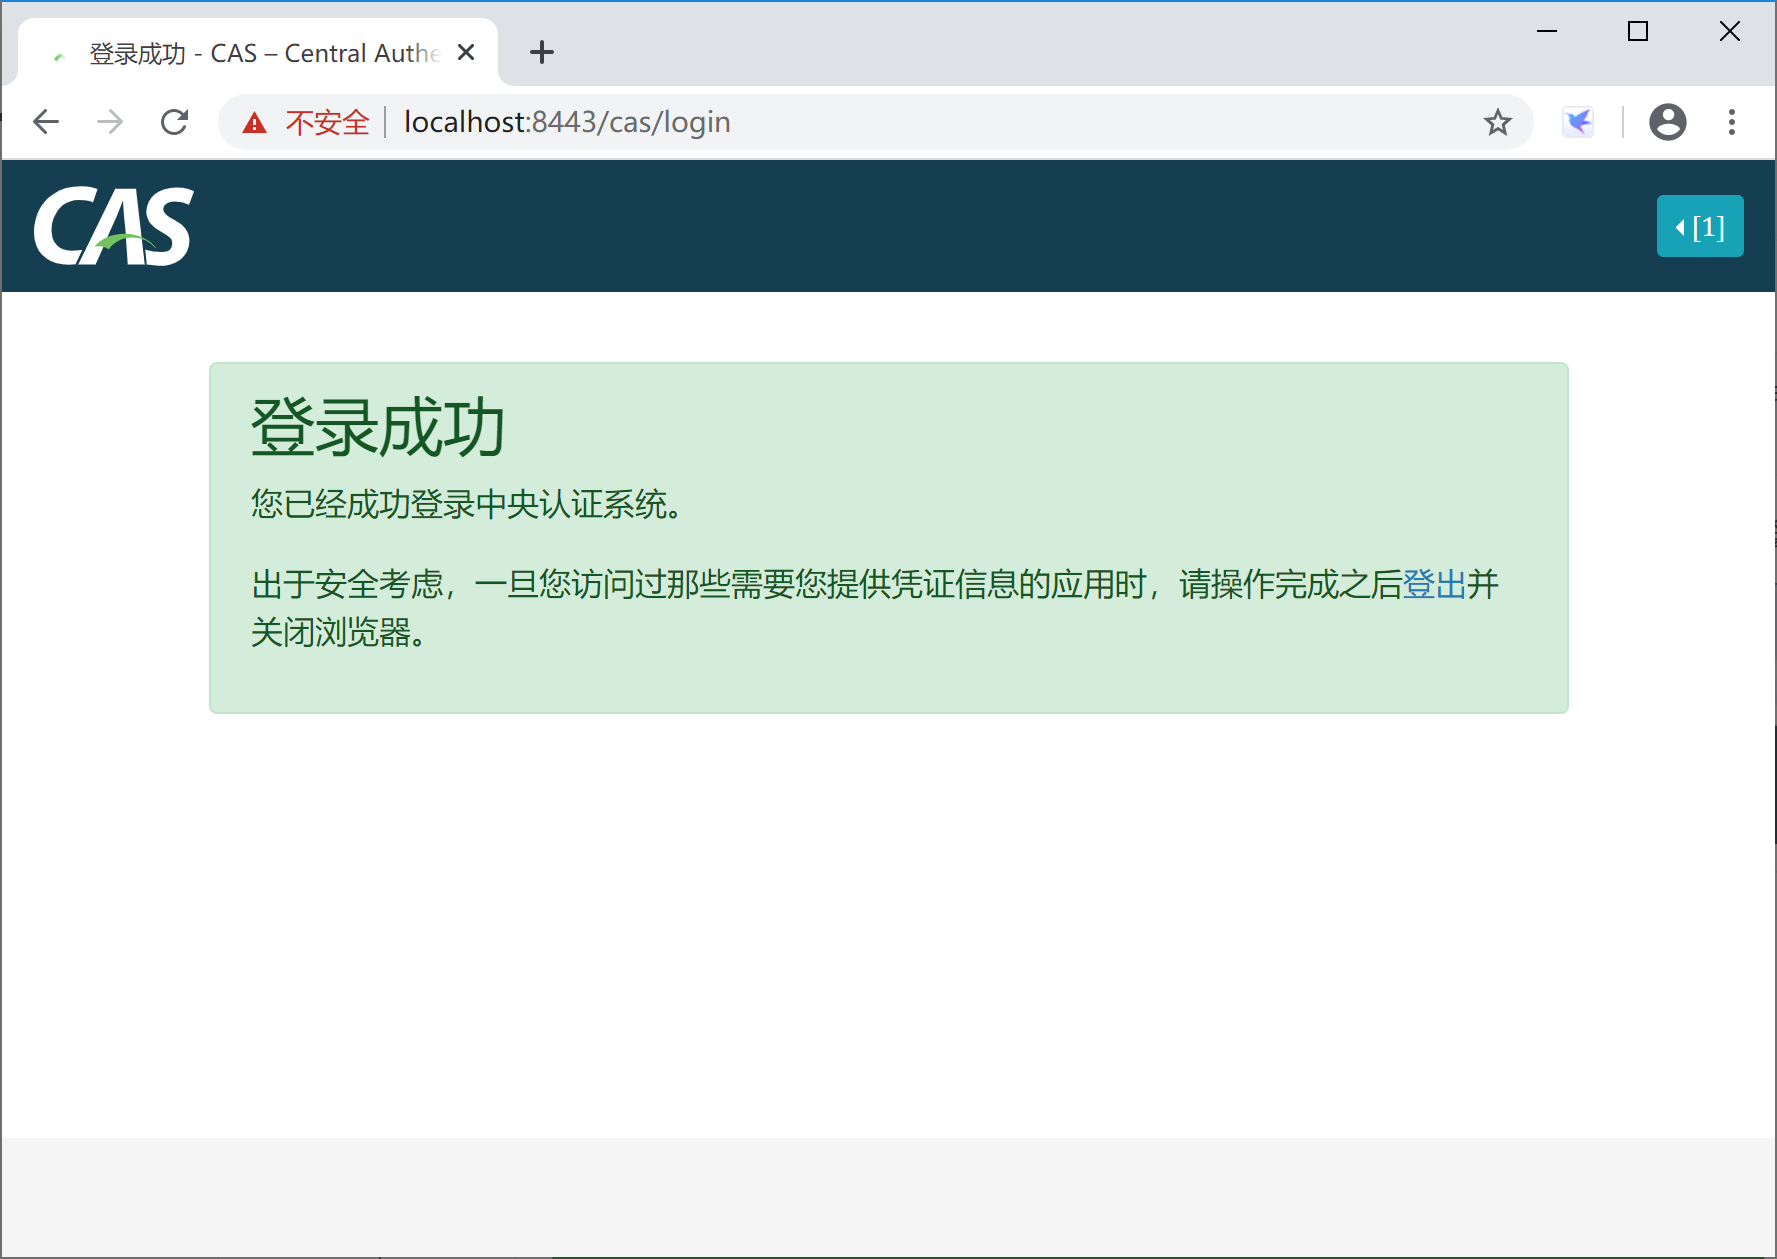 登录成功 - CAS – Central Authe
不安全 localhost:8443/cas/login
CAS
[1]
登录成功
您已经成功登录中央认证系统。
出于安全考虑，一旦您访问过那些需要您提供凭证信息的应用时，请操作完成之后登出并
关闭浏览器。